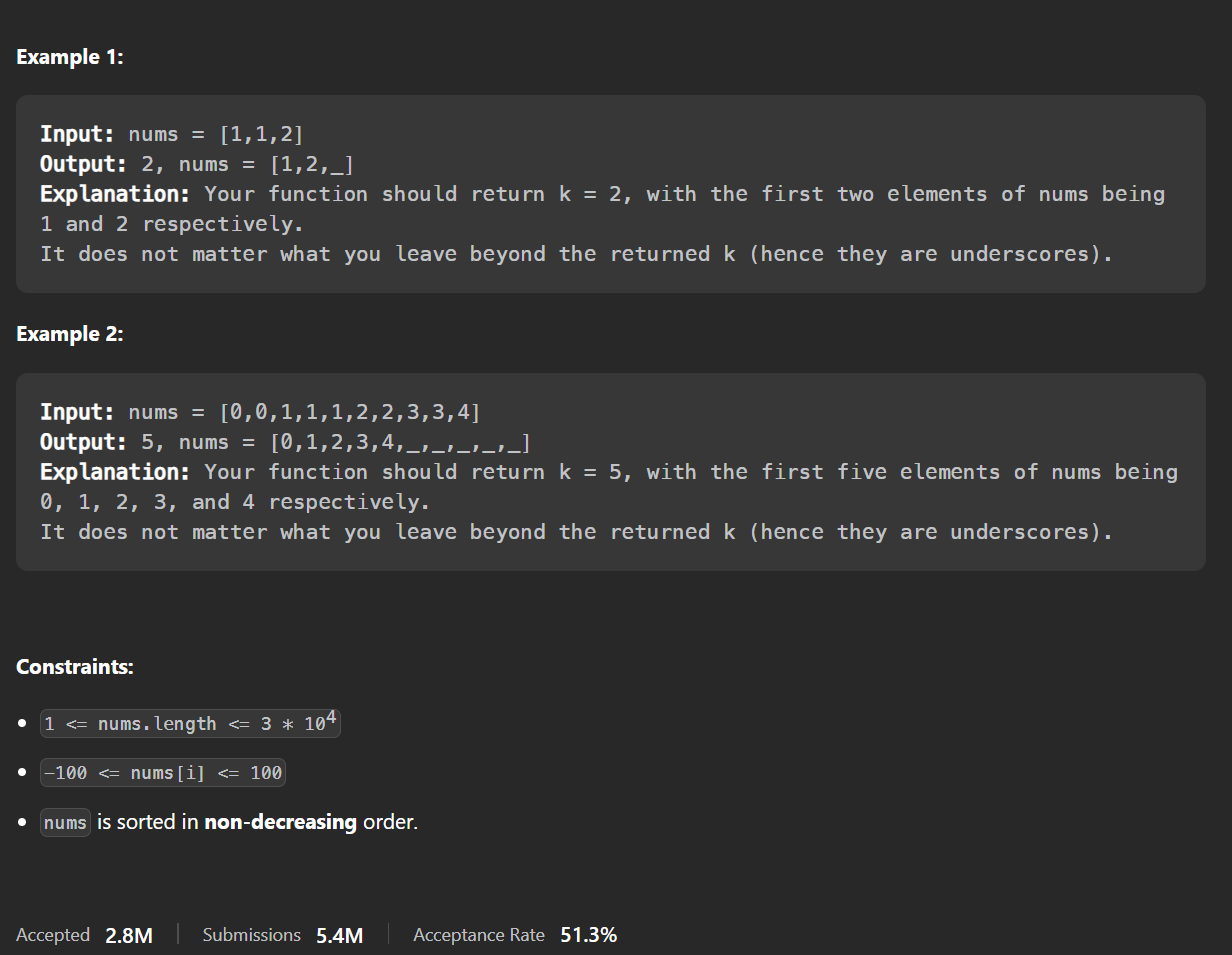 Example 1:
Input: nums = [1,1,2]
Output: 2, nums = [1,2,_]
Explanation: Your function should return k = 2, with the first two elements of nums being
1 and 2 respectively.
It does not matter what you leave beyond the returned k (hence they are underscores).
Example 2:
Input: nums = [0,0,1,1,1,2,2,3,3,4]
Output: 5, nums = [0,1,2,3,4,_,_,_,_,_]
Explanation: Your function should return k = 5, with the first five elements of nums being
0, 1, 2, 3, and 4 respectively.
It does not matter what you leave beyond the returned k (hence they are underscores).
Constraints:
• 1 <= nums.length <= 3 * 10⁴
• -100 <= nums[i] <= 100
• nums is sorted in non-decreasing order.
Accepted 2.8M | Submissions 5.4M | Acceptance Rate 51.3%